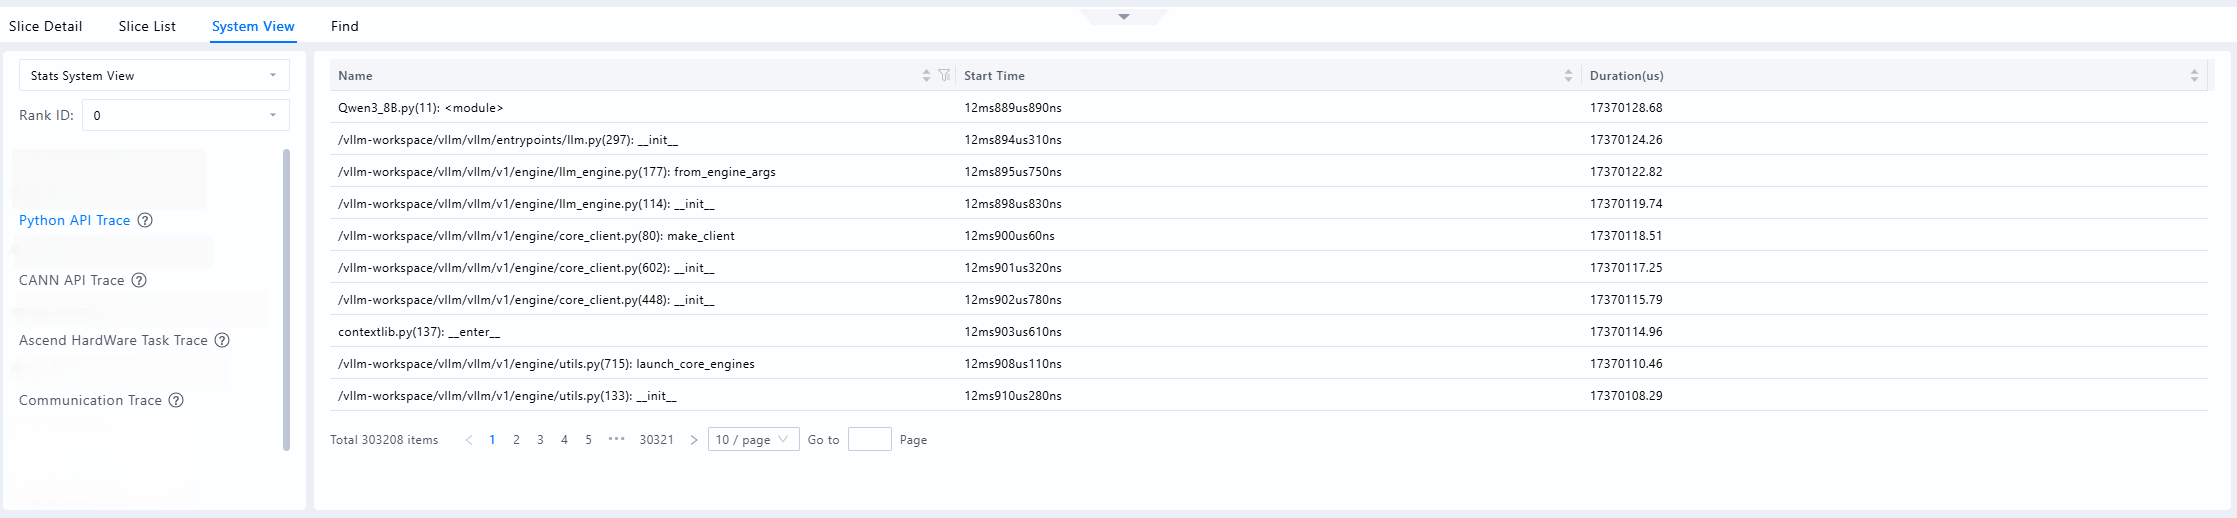 Slice Detail Slice List System View Find
Stats System View
Rank ID: 0
Python API Trace ?
CANN API Trace ?
Ascend HardWare Task Trace ?
Communication Trace ?
Name Start Time Duration(us)
Qwen3_8B.py(11): <module> 12ms889us890ns 17370128.68
/vllm-workspace/vllm/vllm/entrypoints/llm.py(297): __init__ 12ms894us310ns 17370124.26
/vllm-workspace/vllm/vllm/v1/engine/llm_engine.py(177): from_engine_args 12ms895us750ns 17370122.82
/vllm-workspace/vllm/vllm/v1/engine/llm_engine.py(114): __init__ 12ms898us830ns 17370119.74
/vllm-workspace/vllm/vllm/v1/engine/core_client.py(80): make_client 12ms900us60ns 17370118.51
/vllm-workspace/vllm/vllm/v1/engine/core_client.py(602): __init__ 12ms901us320ns 17370117.25
/vllm-workspace/vllm/vllm/v1/engine/core_client.py(448): __init__ 12ms902us780ns 17370115.79
contextlib.py(137): __enter__ 12ms903us610ns 17370114.96
/vllm-workspace/vllm/vllm/v1/engine/utils.py(715): launch_core_engines 12ms908us110ns 17370110.46
/vllm-workspace/vllm/vllm/v1/engine/utils.py(133): __init__ 12ms910us280ns 17370108.29
Total 303208 items < 1 2 3 4 5 ••• 30321 > 10 / page Go to Page